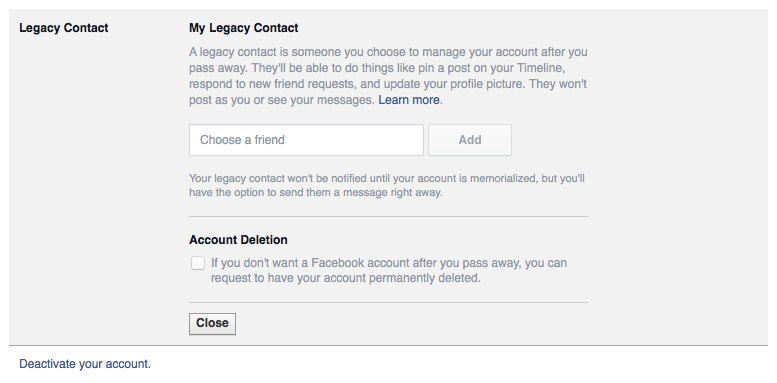 Legacy Contact
My Legacy Contact
A legacy contact is someone you choose to manage your account after you
pass away. They'll be able to do things like pin a post on your Timeline,
respond to new friend requests, and update your profile picture. They won't
post as you or see your messages. Learn more.
Choose a friend
Add
Your legacy contact won't be notified until your account is memorialized, but you'll
have the option to send them a message right away.
Account Deletion
If you don't want a Facebook account after you pass away, you can
request to have your account permanently deleted.
Close
Deactivate your account.